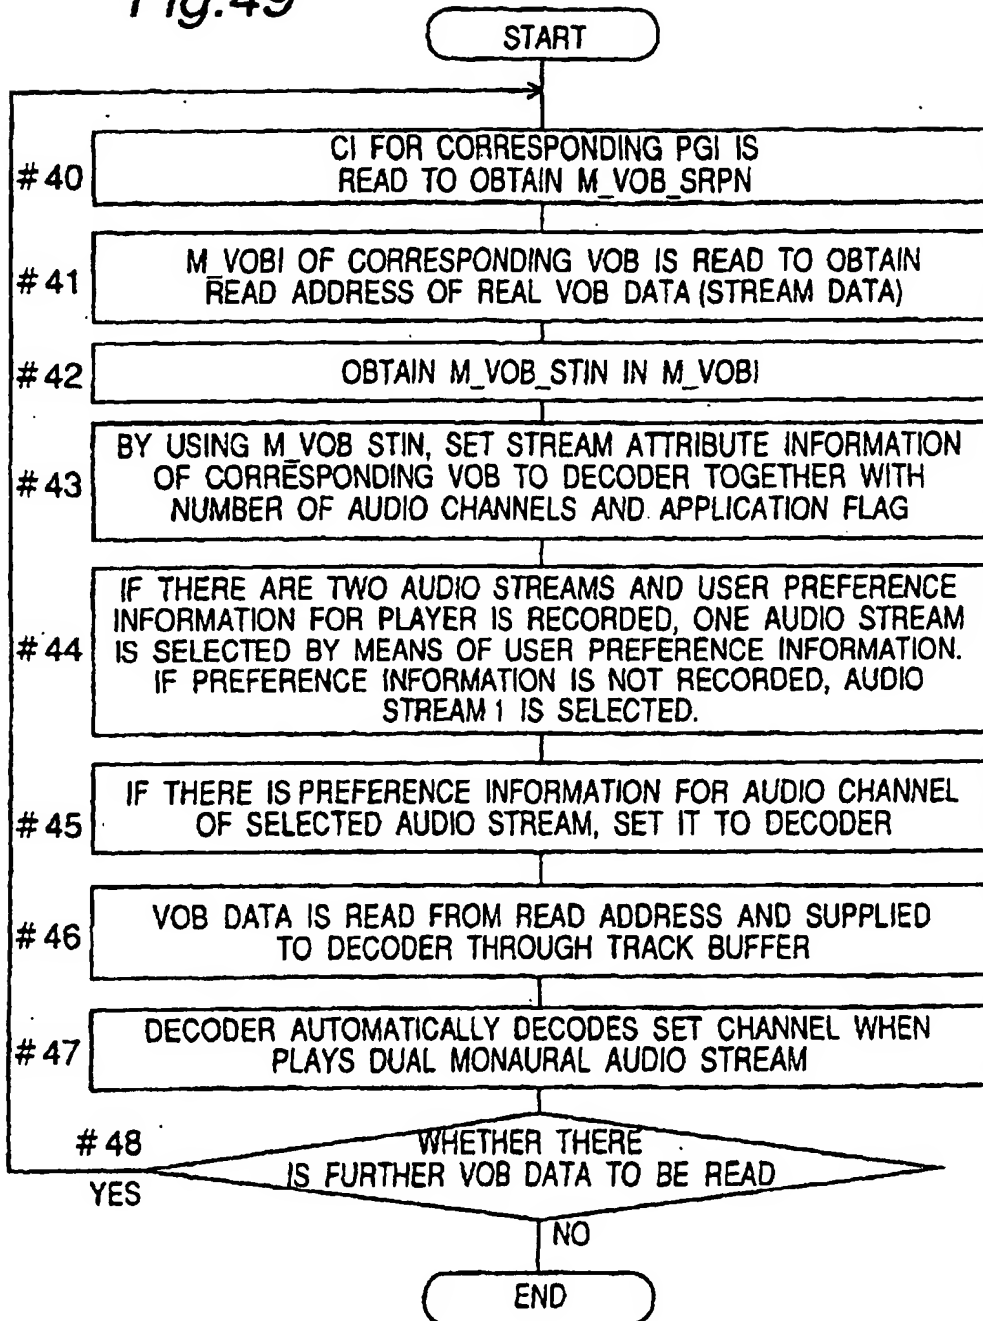 Fig.49
START
#40
CI FOR CORRESPONDING PGI IS
READ TO OBTAIN M_VOB_SRPN
#41
M_VOBI OF CORRESPONDING VOB IS READ TO OBTAIN
READ ADDRESS OF REAL VOB DATA (STREAM DATA)
#42
OBTAIN M_VOB_STIN IN M_VOBI
#43
BY USING M_VOB STIN, SET STREAM ATTRIBUTE INFORMATION
OF CORRESPONDING VOB TO DECODER TOGETHER WITH
NUMBER OF AUDIO CHANNELS AND APPLICATION FLAG
#44
IF THERE ARE TWO AUDIO STREAMS AND USER PREFERENCE
INFORMATION FOR PLAYER IS RECORDED, ONE AUDIO STREAM
IS SELECTED BY MEANS OF USER PREFERENCE INFORMATION.
IF PREFERENCE INFORMATION IS NOT RECORDED, AUDIO
STREAM 1 IS SELECTED.
#45
IF THERE IS PREFERENCE INFORMATION FOR AUDIO CHANNEL
OF SELECTED AUDIO STREAM, SET IT TO DECODER
#46
VOB DATA IS READ FROM READ ADDRESS AND SUPPLIED
TO DECODER THROUGH TRACK BUFFER
#47
DECODER AUTOMATICALLY DECODES SET CHANNEL WHEN
PLAYS DUAL MONAURAL AUDIO STREAM
#48
WHETHER THERE
IS FURTHER VOB DATA TO BE READ
YES
NO
END